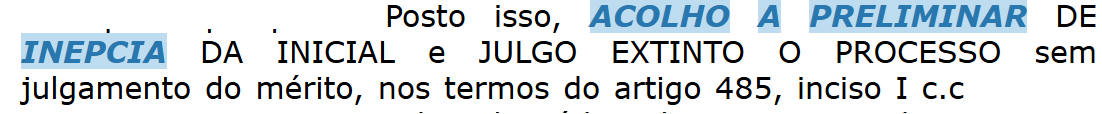 Posto isso, ACOLHO A PRELIMINAR DE
INEPCIA DA INICIAL e JULGO EXTINTO O PROCESSO sem
julgamento do mérito, nos termos do artigo 485, inciso I c.c